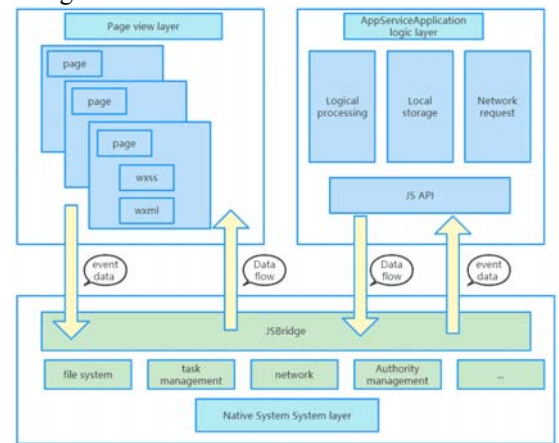 Page view layer
page
page
page
wxss
wxml
AppServiceApplication
logic layer
Logical
processing
Local
storage
Network
request
JS API
event
data
Data
flow
Data
flow
event
data
JSBridge
file system
task
management
network
Authority
management
...
Native System System layer